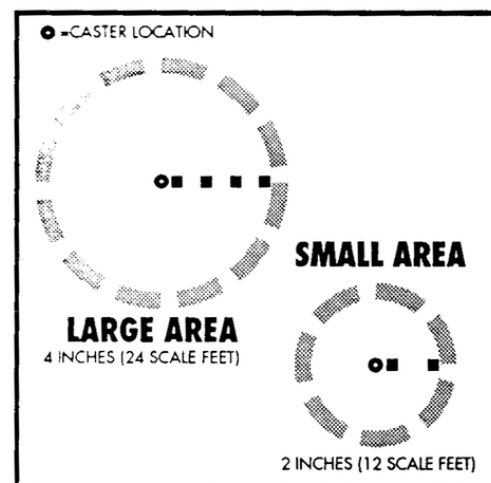 =CASTER LOCATION
SMALL AREA
LARGE AREA
4 INCHES (24 SCALE FEET)
2 INCHES (12 SCALE FEET)